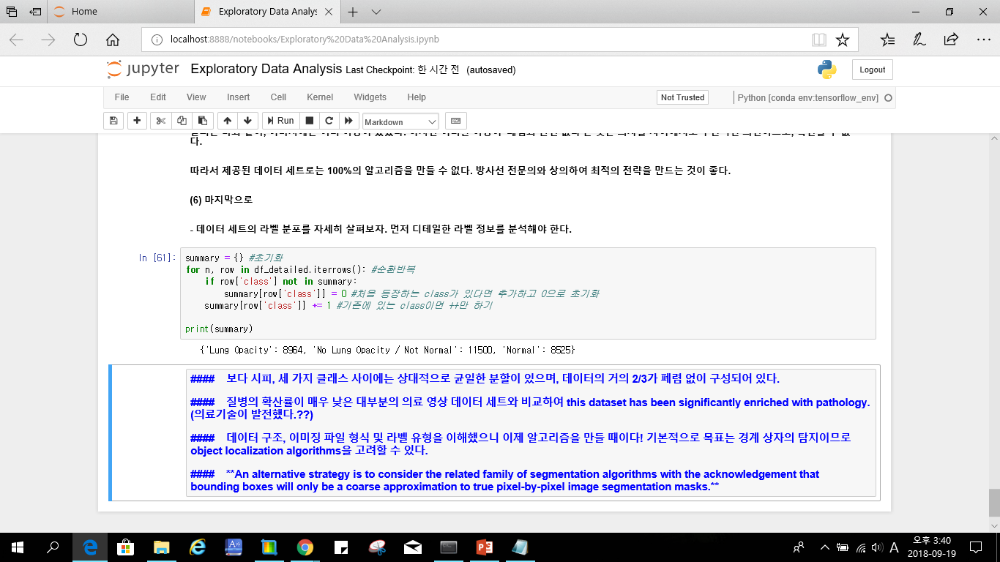 Home
Exploratory Data Analys
localhost:8888/notebooks/Exploratory%20Data%20Analysis.ipynb
jupyter Exploratory Data Analysis Last Checkpoint: 한 시간 전 (autosaved)
Logout
File Edit View Insert Cell Kernel Widgets Help
Not Trusted
Python [conda env:tensorflow_env]
Run
Markdown
다.
따라서 제공된 데이터 세트로는 100%의 알고리즘을 만들 수 없다. 방사선 전문의와 상의하여 최적의 전략을 만드는 것이 좋다.
(6) 마지막으로
- 데이터 세트의 라벨 분포를 자세히 살펴보자. 먼저 디테일한 라벨 정보를 분석해야 한다.
In [61]:
summary = {} #초기화
for n, row in df_detailed.iterrows(): #순환반복
if row['class'] not in summary:
summary[row['class']] = 0 #처음 등장하는 class가 있다면 추가하고 0으로 초기화
summary[row['class']] += 1 #기존에 있는 class이면 ++만 하기
print(summary)
{'Lung Opacity': 8964, 'No Lung Opacity / Not Normal': 11500, 'Normal': 8525}
#### 보다 시피, 세 가지 클래스 사이에는 상대적으로 균일한 분할이 있으며, 데이터의 거의 2/3가 폐렴 없이 구성되어 있다.
#### 질병의 확산률이 매우 낮은 대부분의 의료 영상 데이터 세트와 비교하여 this dataset has been significantly enriched with pathology.
(의료기술이 발전했다.??)
#### 데이터 구조, 이미징 파일 형식 및 라벨 유형을 이해했으니 이제 알고리즘을 만들 때이다! 기본적으로 목표는 경계 상자의 탐지이므로
object localization algorithms을 고려할 수 있다.
#### **An alternative strategy is to consider the related family of segmentation algorithms with the acknowledgement that
bounding boxes will only be a coarse approximation to true pixel-by-pixel image segmentation masks.**
A
오후 3:40
2018-09-19